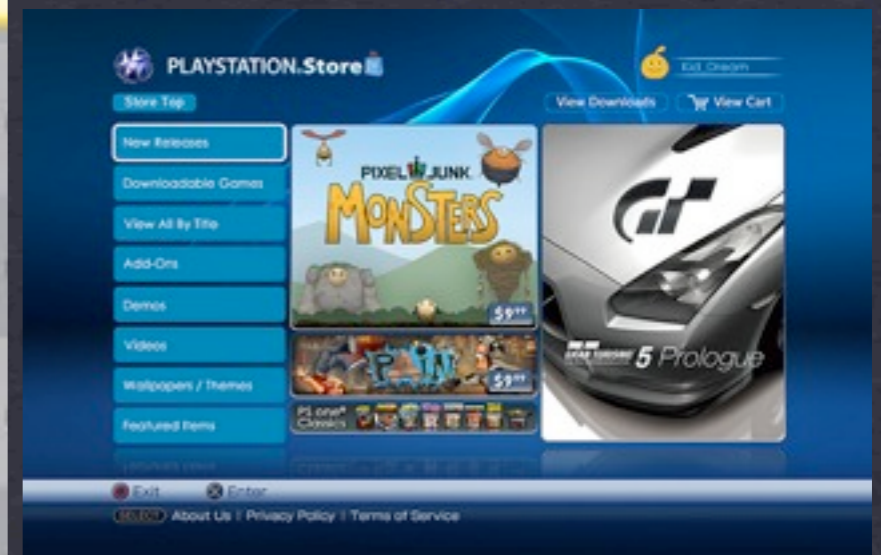 PLAYSTATION®Store
Kid_Dream
Store Top
View Downloads
View Cart
New Releases
Downloadable Games
View All By Title
Add-Ons
Demos
Videos
Wallpapers / Themes
Featured Items
PIXEL JUNK
MONSTERS
$9.99
PAIN
$9.99
PS one®
Classics
GT
GRAN TURISMO 5 Prologue
Exit
Enter
SELECT About Us | Privacy Policy | Terms of Service